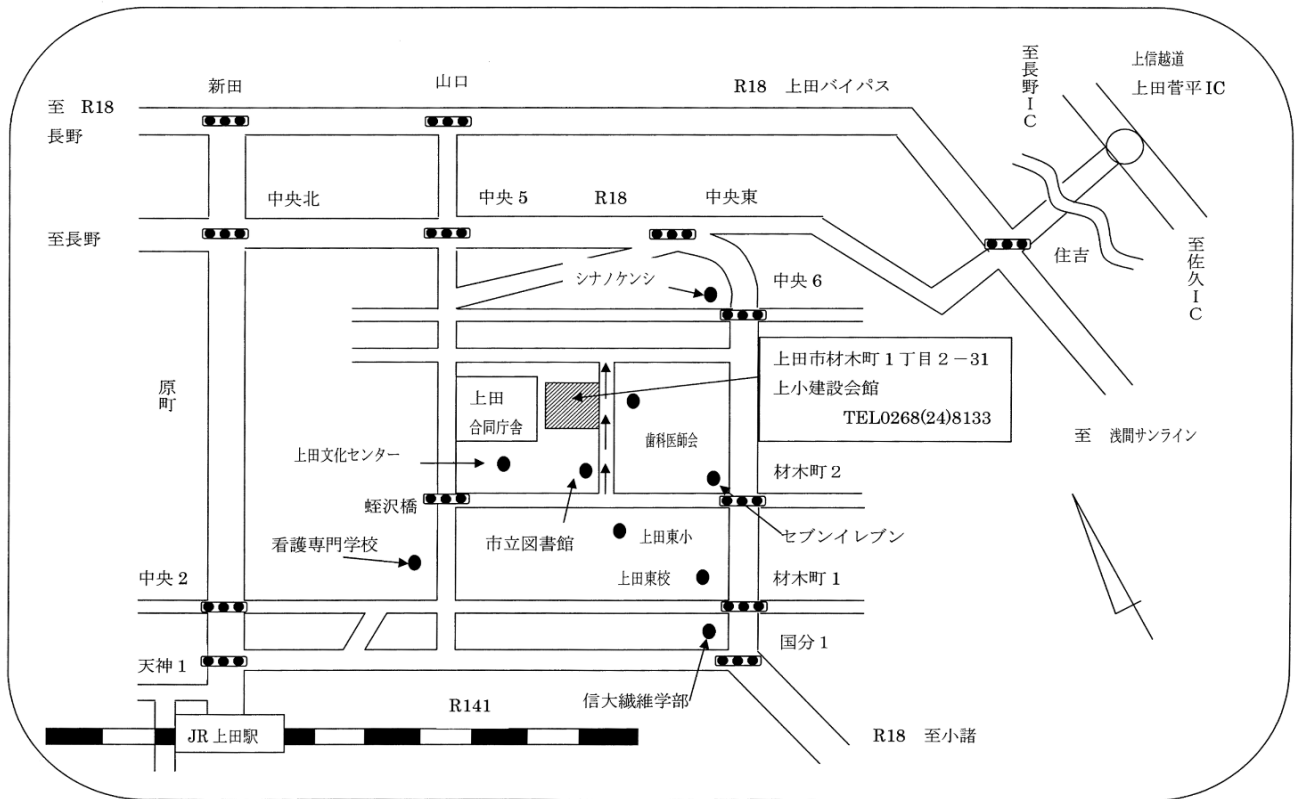 上信越道
上田菅平IC
至長野IC
新田
山口
R18 上田バイパス
至 R18
長野
中央北
中央5
R18
中央東
至長野
住吉
至佐久IC
シナノケンシ
中央6
原町
上田
合同庁舎
上田市材木町1丁目2-31
上小建設会館
TEL0268(24)8133
歯科医師会
至 浅間サンライン
上田文化センター
材木町2
蛭沢橋
看護専門学校
市立図書館
上田東小
セブンイレブン
中央2
上田東校
材木町1
天神1
国分1
信大繊維学部
R141
JR上田駅
R18 至小諸